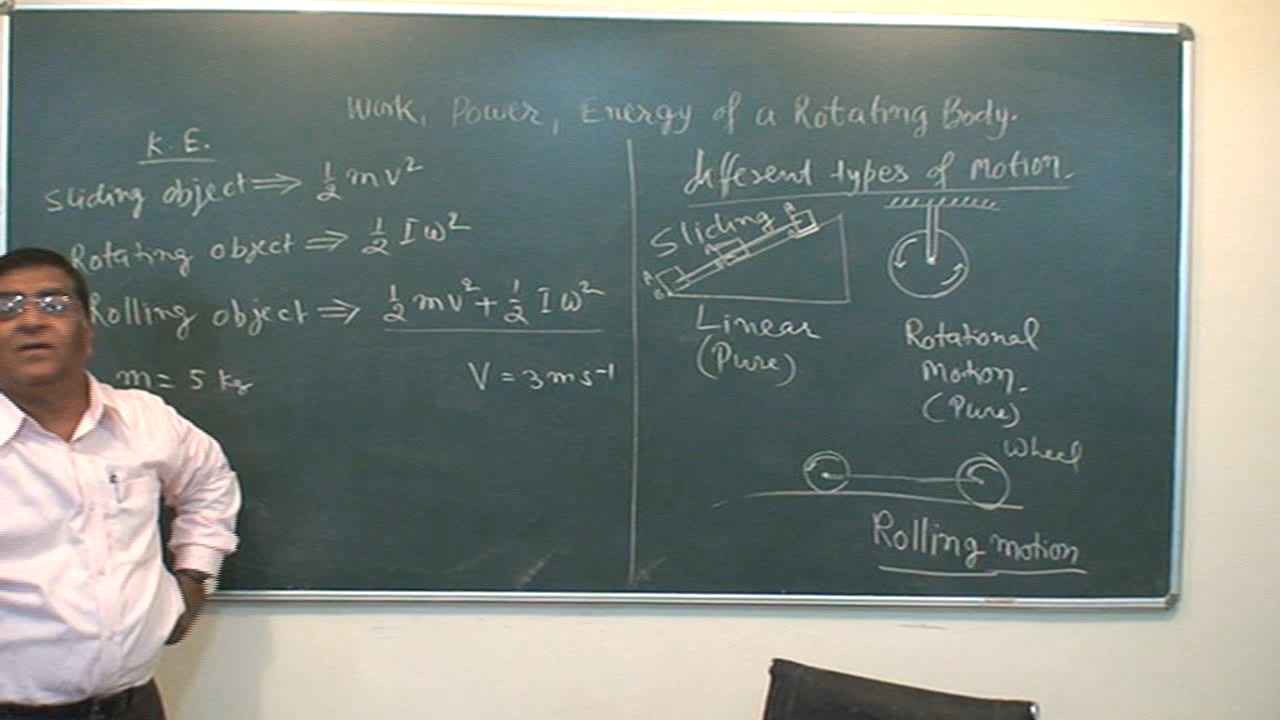 Work, Power, Energy of a Rotating Body.
K.E.
Sliding object ⇒ ½ mv²
Rotating object ⇒ ½ Iω²
Rolling object ⇒ ½ mv² + ½ Iω²
m = 5 kg
V = 3 m s⁻¹
Different types of Motion.
Sliding
A
B
Linear
(Pure)
Rotational
Motion.
(Pure)
Wheel
Rolling motion